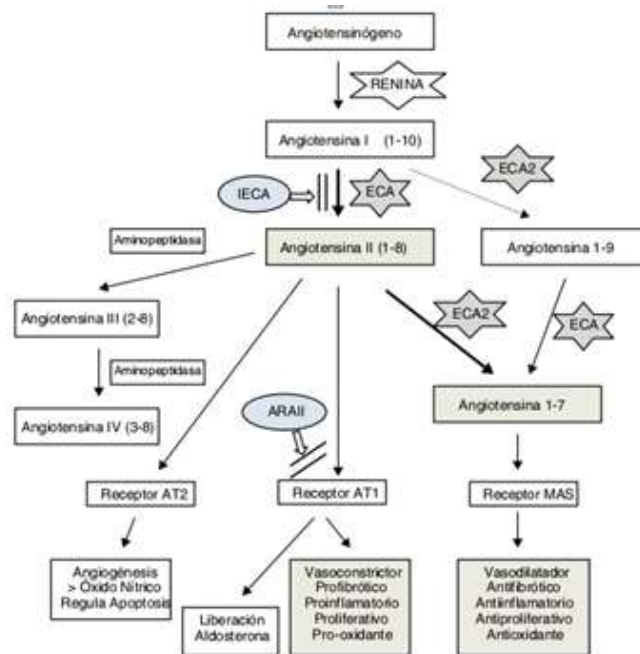 Angiotensinógeno
RENINA
Angiotensina I (1-10)
ECA2
IECA
ECA
Aminopeptidasa
Angiotensina II (1-8)
Angiotensina 1-9
Angiotensina III (2-8)
ECA2
ECA
Aminopeptidasa
Angiotensina IV (3-8)
ARAII
Angiotensina 1-7
Receptor AT2
Receptor AT1
Receptor MAS
Angiogénesis
> Óxido Nítrico
Regula Apoptosis
Liberación
Aldosterona
Vasoconstrictor
Profibrótico
Proinflamatorio
Proliferativo
Pro-oxidante
Vasodilatador
Antifibrótico
Antiinflamatorio
Antiproliferativo
Antioxidante